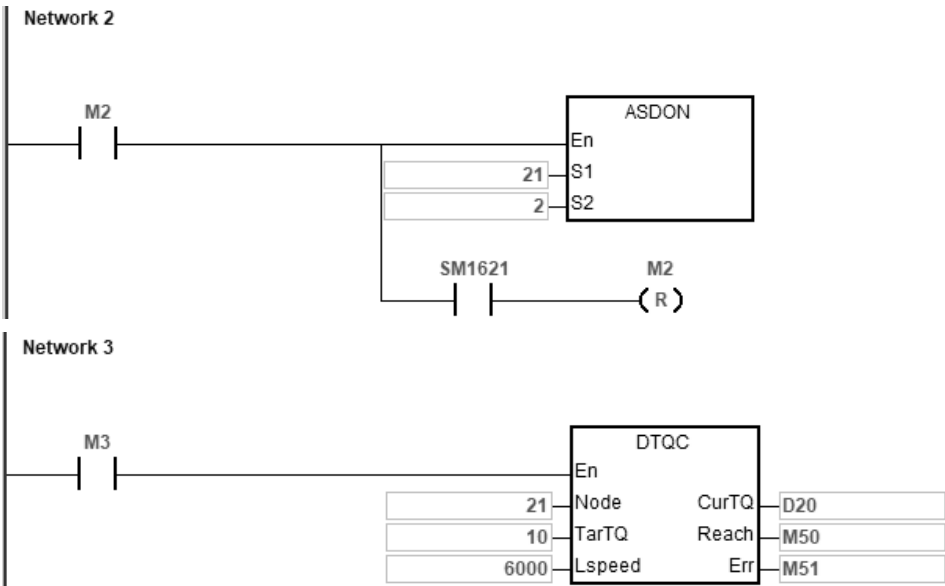 Network 2
M2
ASDON
En
21 S1
2 S2
SM1621 M2
R
Network 3
M3
DTQC
En
21 Node CurTQ D20
10 TarTQ Reach M50
6000 Lspeed Err M51